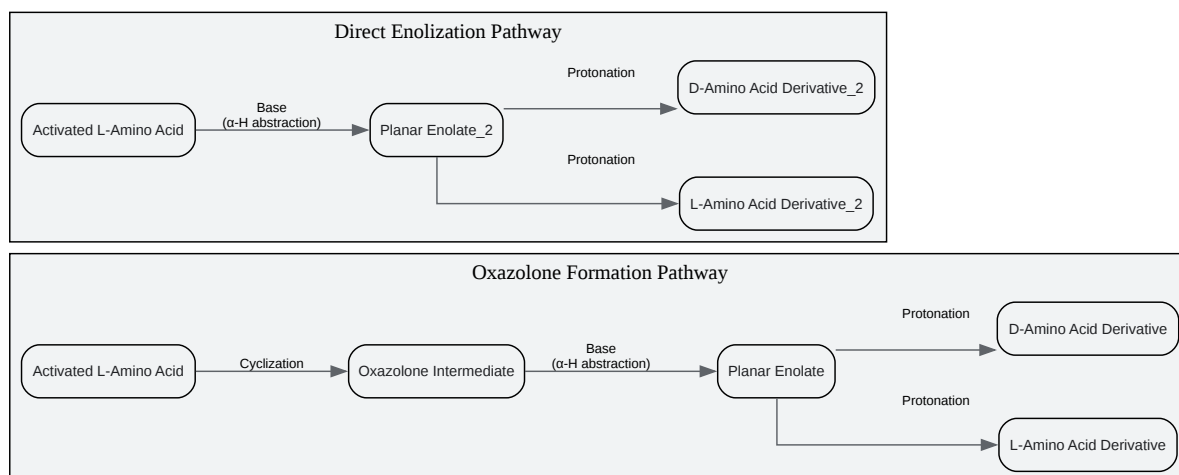 Direct Enolization Pathway
Protonation
D-Amino Acid Derivative_2
Base
(α-H abstraction)
Activated L-Amino Acid
Planar Enolate_2
Protonation
L-Amino Acid Derivative_2
Oxazolone Formation Pathway
Protonation
D-Amino Acid Derivative
Base
(α-H abstraction)
Activated L-Amino Acid
Cyclization
Oxazolone Intermediate
Planar Enolate
Protonation
L-Amino Acid Derivative